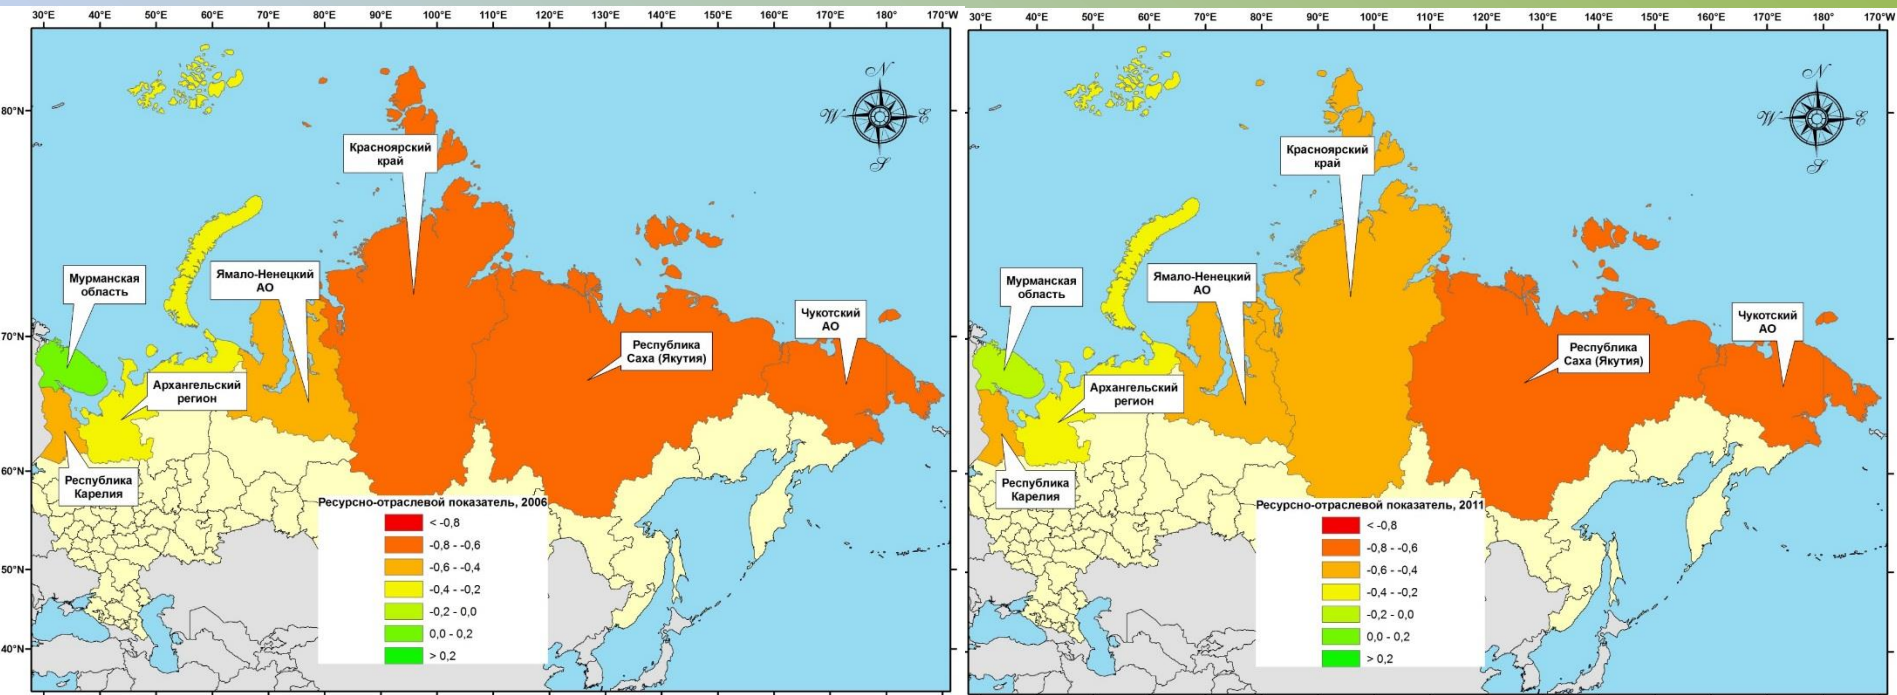 30°E 40°E 50°E 60°E 70°E 80°E 90°E 100°E 110°E 120°E 130°E 140°E 150°E 160°E 170°E 180° 170°W
80°N
70°N
60°N
50°N
40°N
N
W
E
S
Красноярский
край
Мурманская
область
Ямало-Ненецкий
АО
Чукотский
АО
Республика
Саха (Якутия)
Архангельский
регион
Республика
Карелия
Ресурсно-отраслевой показатель, 2006
< -0,8
-0,8 - -0,6
-0,6 - -0,4
-0,4 - -0,2
-0,2 - 0,0
0,0 - 0,2
> 0,2
30°E 40°E 50°E 60°E 70°E 80°E 90°E 100°E 110°E 120°E 130°E 140°E 150°E 160°E 170°E 180° 170°W
N
W
E
S
Красноярский
край
Мурманская
область
Ямало-Ненецкий
АО
Чукотский
АО
Республика
Саха (Якутия)
Архангельский
регион
Республика
Карелия
Ресурсно-отраслевой показатель, 2011
< -0,8
-0,8 - -0,6
-0,6 - -0,4
-0,4 - -0,2
-0,2 - 0,0
0,0 - 0,2
> 0,2